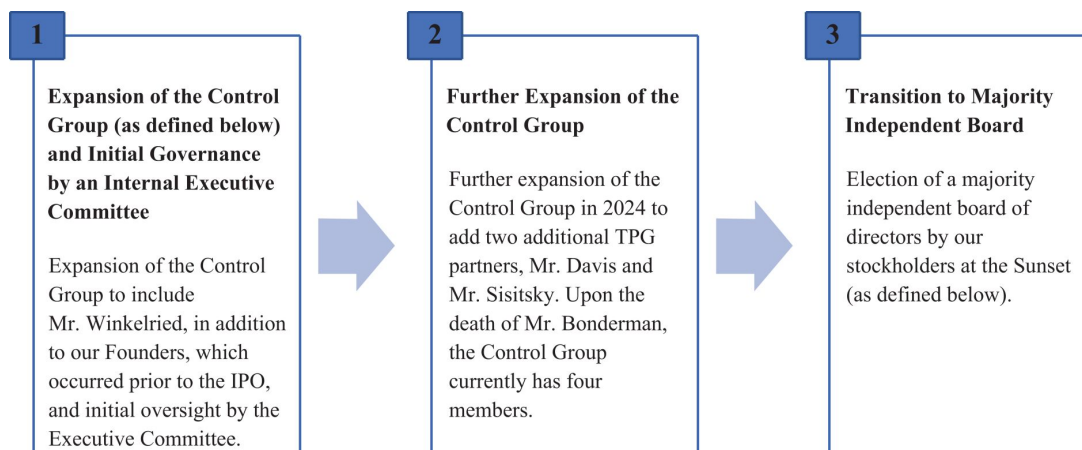 1
Expansion of the Control
Group (as defined below)
and Initial Governance
by an Internal Executive
Committee
Expansion of the Control
Group to include
Mr. Winkelried, in addition
to our Founders, which
occurred prior to the IPO,
and initial oversight by the
Executive Committee.
2
Further Expansion of the
Control Group
Further expansion of the
Control Group in 2024 to
add two additional TPG
partners, Mr. Davis and
Mr. Sisitsky. Upon the
death of Mr. Bonderman,
the Control Group
currently has four
members.
3
Transition to Majority
Independent Board
Election of a majority
independent board of
directors by our
stockholders at the Sunset
(as defined below).